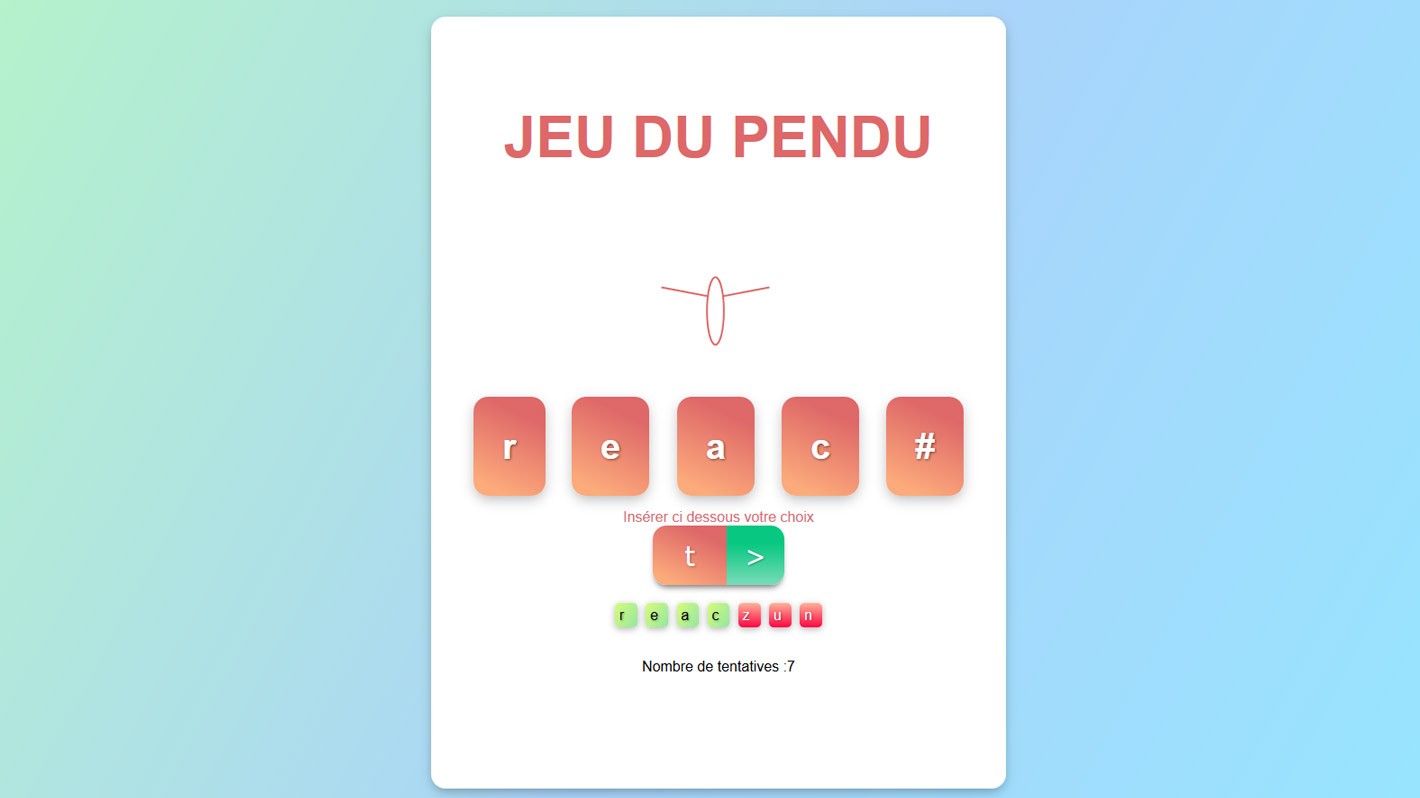 JEU DU PENDU
r e a c #
Insérer ci dessous votre choix
t >
r e a c z u n
Nombre de tentatives :7